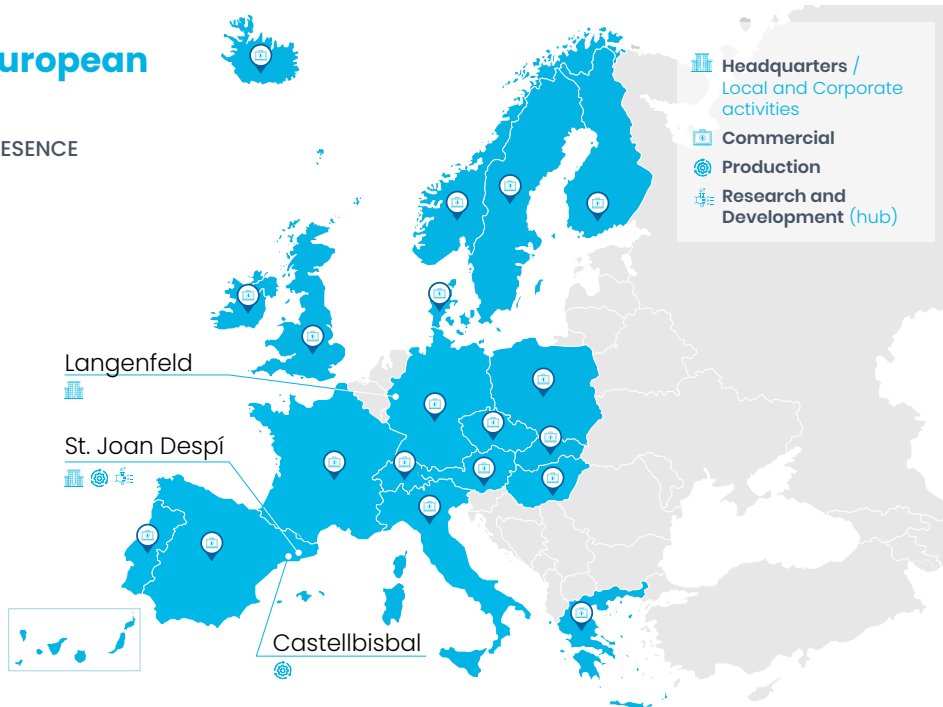 uropean
ESENCE
Headquarters /
Local and Corporate
activities
Commercial
Production
Research and
Development (hub)
Langenfeld
St. Joan Despí
Castellbisbal